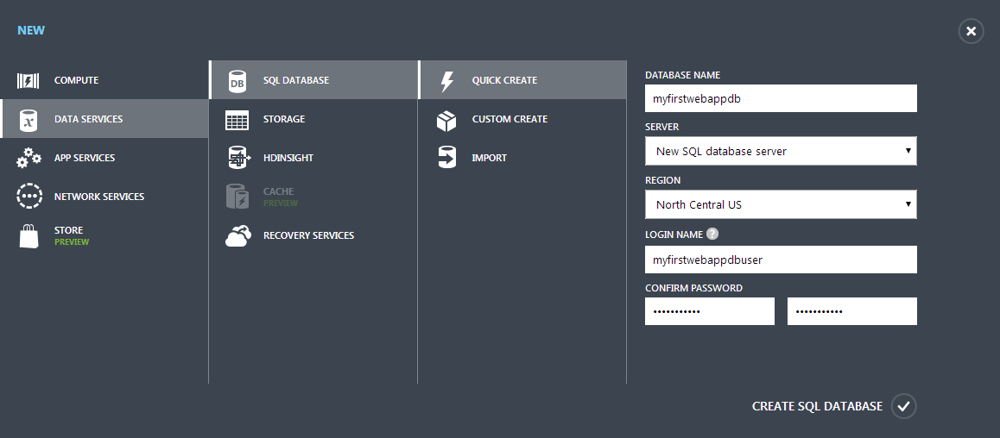 NEW
COMPUTE
DATA SERVICES
APP SERVICES
NETWORK SERVICES
STORE
PREVIEW
DB
SQL DATABASE
STORAGE
HDINSIGHT
CACHE
PREVIEW
RECOVERY SERVICES
QUICK CREATE
CUSTOM CREATE
IMPORT
DATABASE NAME
myfirstwebappdb
SERVER
New SQL database server
REGION
North Central US
LOGIN NAME ?
myfirstwebappdbuser
CONFIRM PASSWORD
••••••••••• •••••••••••
CREATE SQL DATABASE